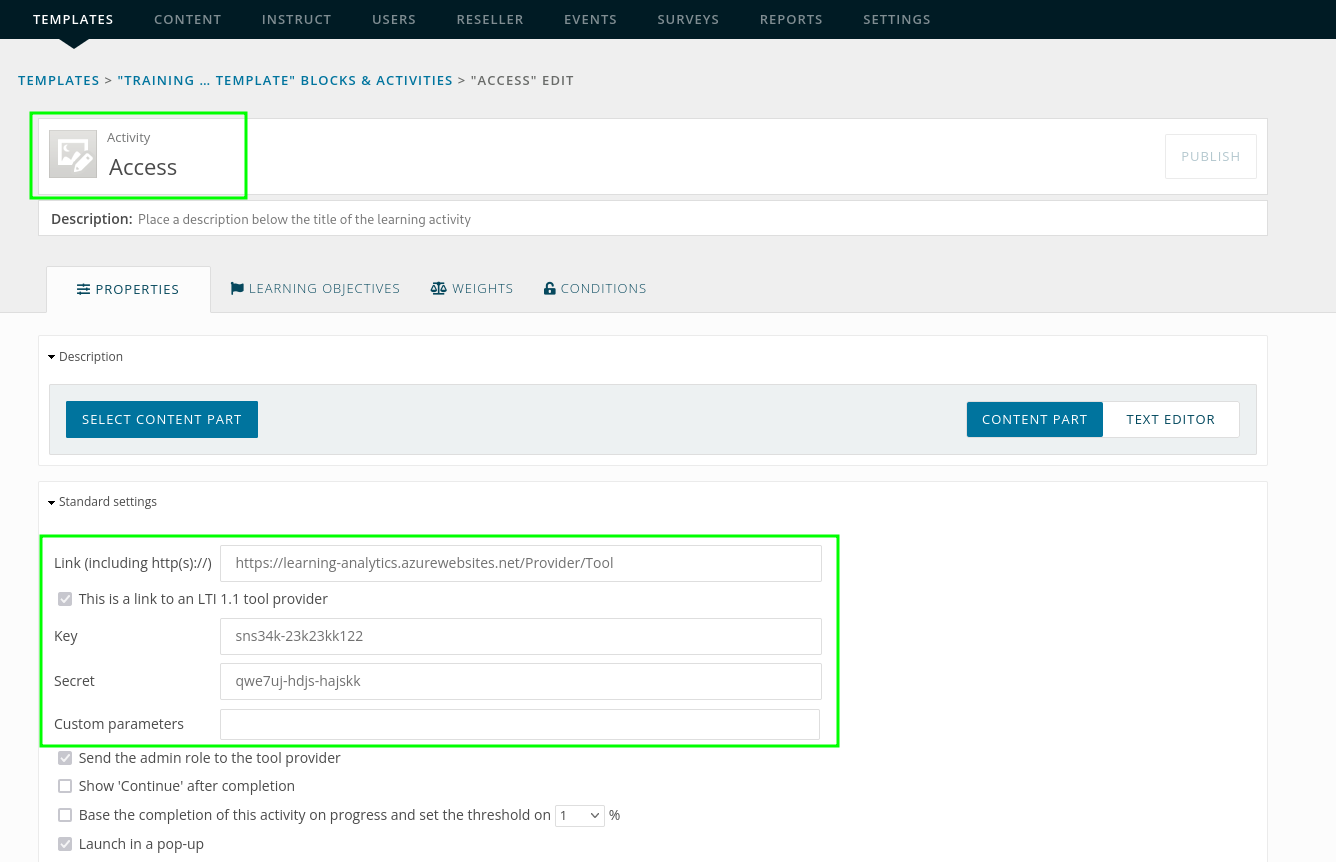 TEMPLATES CONTENT INSTRUCT USERS RESELLER EVENTS SURVEYS REPORTS SETTINGS
TEMPLATES > "TRAINING … TEMPLATE" BLOCKS & ACTIVITIES > "ACCESS" EDIT
Activity
Access
PUBLISH
Description: Place a description below the title of the learning activity
PROPERTIES LEARNING OBJECTIVES WEIGHTS CONDITIONS
Description
SELECT CONTENT PART CONTENT PART TEXT EDITOR
Standard settings
Link (including http(s)://) https://learning-analytics.azurewebsites.net/Provider/Tool
This is a link to an LTI 1.1 tool provider
Key sns34k-23k23kk122
Secret qwe7uj-hdjs-hajskk
Custom parameters
Send the admin role to the tool provider
Show 'Continue' after completion
Base the completion of this activity on progress and set the threshold on 1 %
Launch in a pop-up